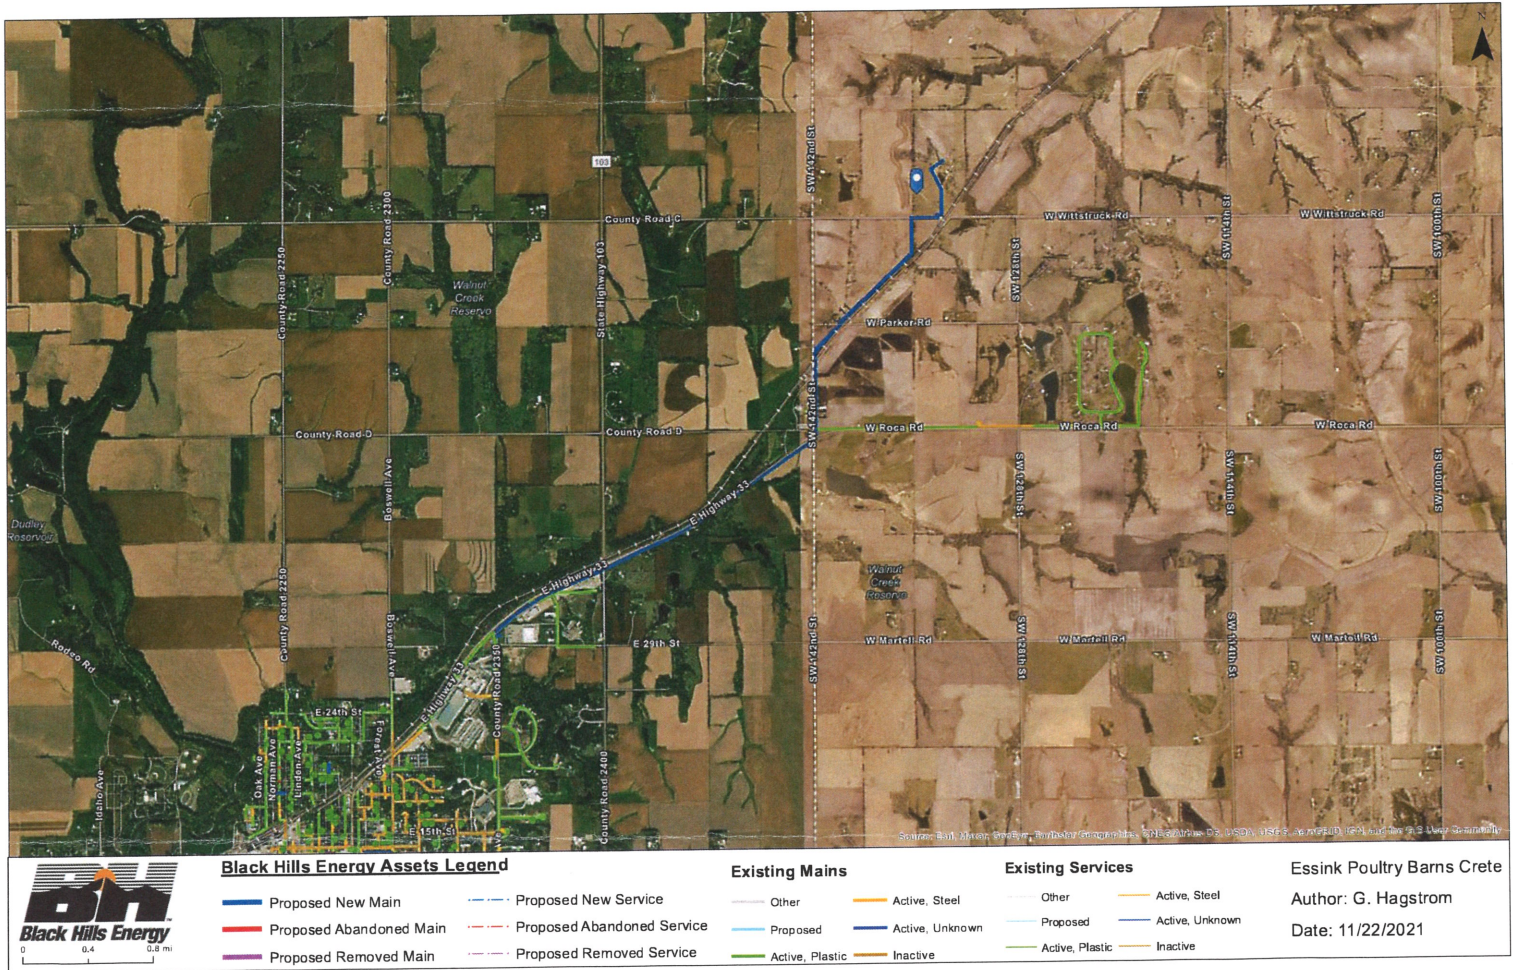 N
SW 142nd St
103
County Road C
W Wittstruck Rd
W Wittstruck Rd
SW 114th St
SW 100th St
County Road 2300
County Road 2250
State Highway 103
SW 128th St
Walnut
Creek
Reservo
W Parker Rd
SW 142nd St
County Road D
County Road D
W Roca Rd
W Roca Rd
W Roca Rd
Boswell Ave
SW 128th St
SW 114th St
SW 100th St
E Highway 33
Dudley
Reservoir
E Highway 33
Walnut
Creek
Reservo
County Road 2250
Boswell Ave
E 29th St
SW 142nd St
W Martell Rd
W Martell Rd
W Martell Rd
SW 128th St
SW 114th St
SW 100th St
Rodeo Rd
E Highway 33
County Road 2350
E 24th St
Forest Ave
Oak Ave
Norman Ave
Linden Ave
Idaho Ave
County Road 2400
E 15th St
Ave
Black Hills Energy Assets Legend
Proposed New Main
Proposed Abandoned Main
Proposed Removed Main
Proposed New Service
Proposed Abandoned Service
Proposed Removed Service
Existing Mains
Other
Proposed
Active, Plastic
Active, Steel
Active, Unknown
Inactive
Existing Services
Other
Proposed
Active, Plastic
Active, Steel
Active, Unknown
Inactive
Essink Poultry Barns Crete
Author: G. Hagstrom
Date: 11/22/2021
BH
Black Hills Energy
0 0.4 0.8 mi